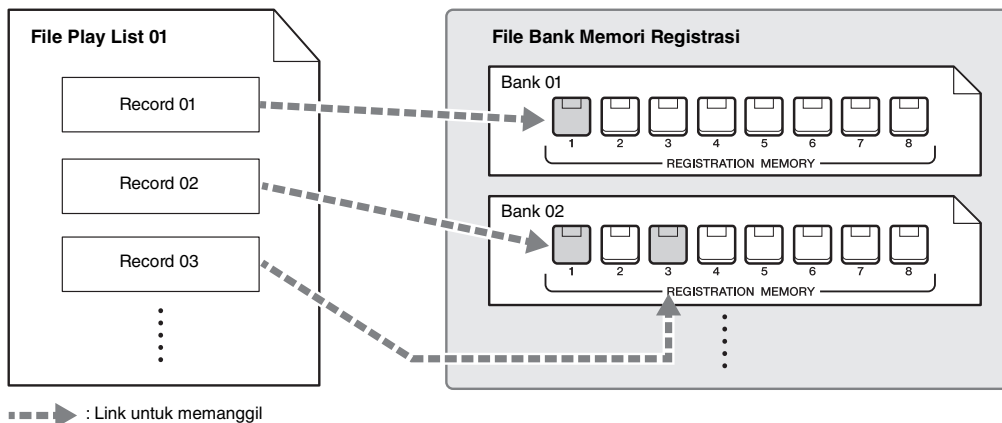 File Play List 01
Record 01
Record 02
Record 03
File Bank Memori Registrasi
Bank 01
1 2 3 4 5 6 7 8
REGISTRATION MEMORY
Bank 02
1 2 3 4 5 6 7 8
REGISTRATION MEMORY
: Link untuk memanggil